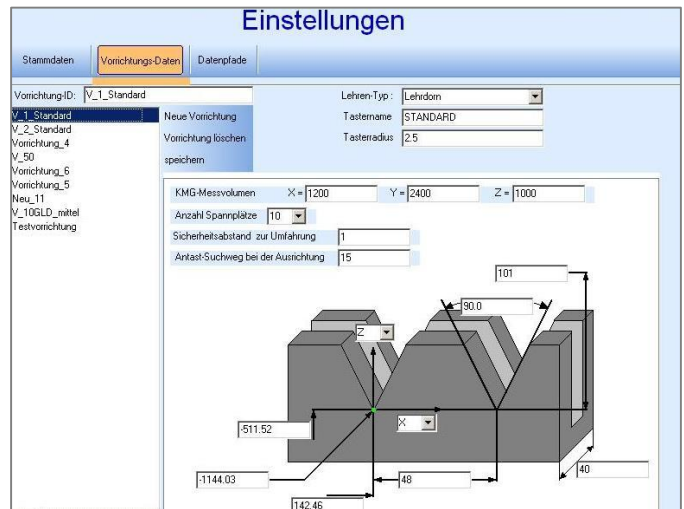 Einstellungen
Stammdaten Vorrichtungs-Daten Datenpfade
Vorrichtung-ID: V_1_Standard Lehren-Typ : Lehrdorn
V_1_Standard Neue Vorrichtung Tastername STANDARD
V_2_Standard
Vorrichtung_4 Vorrichtung löschen Tasterradius 2.5
V_50
Vorrichtung_6 speichern
Vorrichtung_5
Neu_11
V_10GLD_mittel
Testvorrichtung
KMG-Messvolumen X = 1200 Y = 2400 Z = 1000
Anzahl Spannplätze 10
Sicherheitsabstand zur Umfahrung 1
Antast-Suchweg bei der Ausrichtung 15
101
90.0
Z
X
-511.52
-1144.03 48 40
142.46